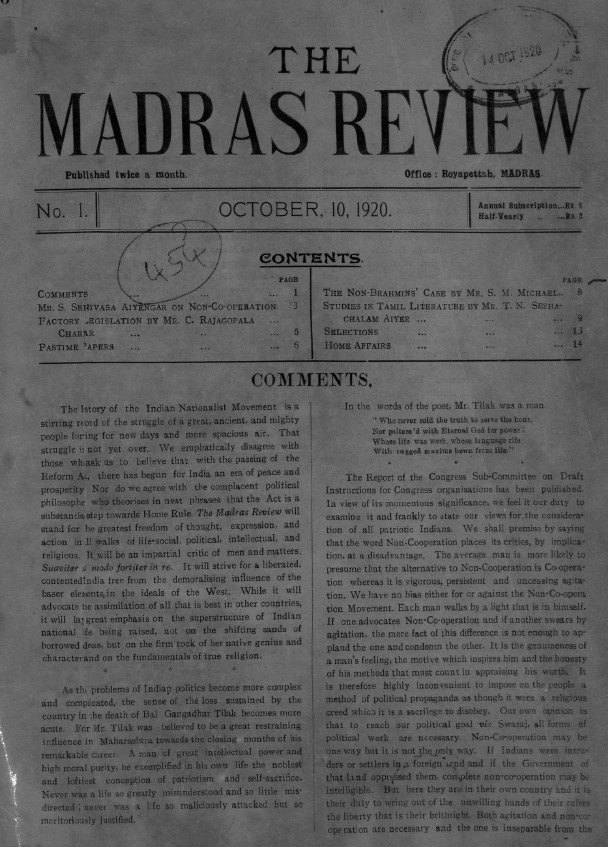 14 OCT 1920
THE
MADRAS REVIEW
Published twice a month.
Office : Royapettah, MADRAS.
No. 1.
OCTOBER, 10, 1920.
Annual Subscription...Rs 5
Half-Yearly „ ...Rs 3
454
CONTENTS.
PAGE
COMMENTS ... ... ... 1
MR. S. SRINIVASA AIYENGAR ON NON-CO-OPERATION. 3
FACTORY LEGISLATION BY MR. C. RAJAGOPALA ...
CHARAR ... ... ... 5
PASTIME PAPERS ... ... ... 6
PAGE
THE NON-BRAHMINS' CASE BY MR. S. M. MICHAEL.. 8
STUDIES IN TAMIL LITERATURE BY MR. T. N. SESHA-
CHALAM AIYER ... ... ... 9
SELECTIONS ... ... ... 13
HOME AFFAIRS ... ... ... 14
COMMENTS.
The history of the Indian Nationalist Movement is a
stirring record of the struggle of a great, ancient, and mighty
people longing for new days and more spacious air. That
struggle is not yet over. We emphatically disagree with
those who ask us to believe that with the passing of the
Reform Act, there has begun for India an era of peace and
prosperity Nor do we agree with the complacent political
philosopher who theorises in neat phrases that the Act is a
substantial step towards Home Rule. The Madras Review will
stand for the greatest freedom of thought, expression, and
action in all walks of life-social, political, intellectual, and
religious. It will be an impartial critic of men and matters,
Suaviter in modo fortiter in re. It will strive for a liberated,
contented India free from the demoralising influence of the
baser elements, in the ideals of the West. While it will
advocate the assimilation of all that is best in other countries,
it will lay great emphasis on the superstructure of Indian
national life being raised, not on the shifting sands of
borrowed ideas, but on the firm rock of her native genius and
character and on the fundamentals of true religion.
* * *
As the problems of Indian politics become more complex
and complicated, the sense of the loss sustained by the
country in the death of Bal Gangadhar Tilak becomes more
acute. For Mr. Tilak was believed to be a great restraining
influence in Maharashtra towards the closing months of his
remarkable career. A man of great intellectual power and
high moral purity, he exemplified in his own life the noblest
and loftiest conception of patriotism and self-sacrifice.
Never was a life so greatly misunderstood and so little mis-
directed ; never was a life so maliciously attacked but so
meritoriously justified."
In the words of the poet, Mr. Tilak was a man
" Who never sold the truth to serve the hour,
Nor palter'd with Eternal God for power ;
Whose life was work, whose language rife
With rugged maxims hewn from life."
* * *
The Report of the Congress Sub-Committee on Draft
Instructions for Congress organisations has been published.
In view of its momentous significance, we feel it our duty to
examine it and frankly to state our views for the considera-
tion of all patriotic Indians. We shall premise by saying
that the word Non-Cooperation places its critics, by implica-
tion, at a disadvantage. The average man is more likely to
presume that the alternative to Non-Cooperation is Co-opera-
tion whereas it is vigorous, persistent and unceasing agita-
tion. We have no bias either for or against the Non-Co-opera
tion Movement. Each man walks by a light that is in himself.
If one advocates Non-Co-operation and if another swears by
agitation, the mere fact of this difference is not enough to ap-
plaud the one and condemn the other. It is the genuineness of
a man's feeling, the motive which inspires him and the honesty
of his methods that must count in appraising his worth. It
is therefore highly inconvenient to impose on the people a
method of political propaganda as though it were a religious
creed which it is a sacrilege to disobey. Our own opinion is
that to reach our political goal viz Swaraj, all forms of
political work are necessary. Non-Cooperation may be
one way but it is not the only way. If Indians were intru-
ders or settlers in a foreign land and if the Government of
that land oppressed them, complete non-co-operation may be
intelligible. But here they are in their own country and it is
their duty to wring out of the unwilling hands of their rulers
the liberty that is their birthright. Both agitation and non-co-
operation are necessary and the one is inseparable from the